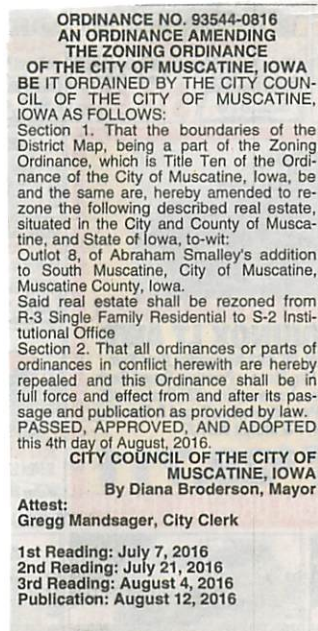 ORDINANCE NO. 93544-0816
AN ORDINANCE AMENDING
THE ZONING ORDINANCE
OF THE CITY OF MUSCATINE, IOWA
BE IT ORDAINED BY THE CITY COUN-
CIL OF THE CITY OF MUSCATINE,
IOWA AS FOLLOWS:
Section 1. That the boundaries of the
District Map, being a part of the Zoning
Ordinance, which is Title Ten of the Ordi-
nance of the City of Muscatine, Iowa, be
and the same are, hereby amended to re-
zone the following described real estate,
situated in the City and County of Musca-
tine, and State of Iowa, to-wit:
Outlot 8, of Abraham Smalley's addition
to South Muscatine, City of Muscatine,
Muscatine County, Iowa.
Said real estate shall be rezoned from
R-3 Single Family Residential to S-2 Insti-
tutional Office
Section 2. That all ordinances or parts of
ordinances in conflict herewith are hereby
repealed and this Ordinance shall be in
full force and effect from and after its pas-
sage and publication as provided by law.
PASSED, APPROVED, AND ADOPTED
this 4th day of August, 2016.
CITY COUNCIL OF THE CITY OF
MUSCATINE, IOWA
By Diana Broderson, Mayor
Attest:
Gregg Mandsager, City Clerk
1st Reading: July 7, 2016
2nd Reading: July 21, 2016
3rd Reading: August 4, 2016
Publication: August 12, 2016